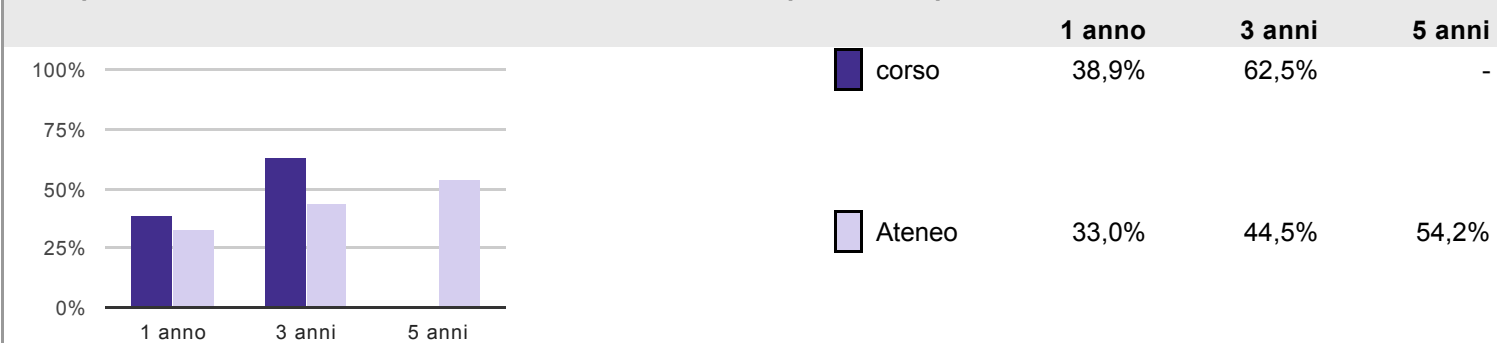 1 anno 3 anni 5 anni
corso 38,9% 62,5% -
Ateneo 33,0% 44,5% 54,2%
100%
75%
50%
25%
0%
1 anno 3 anni 5 anni